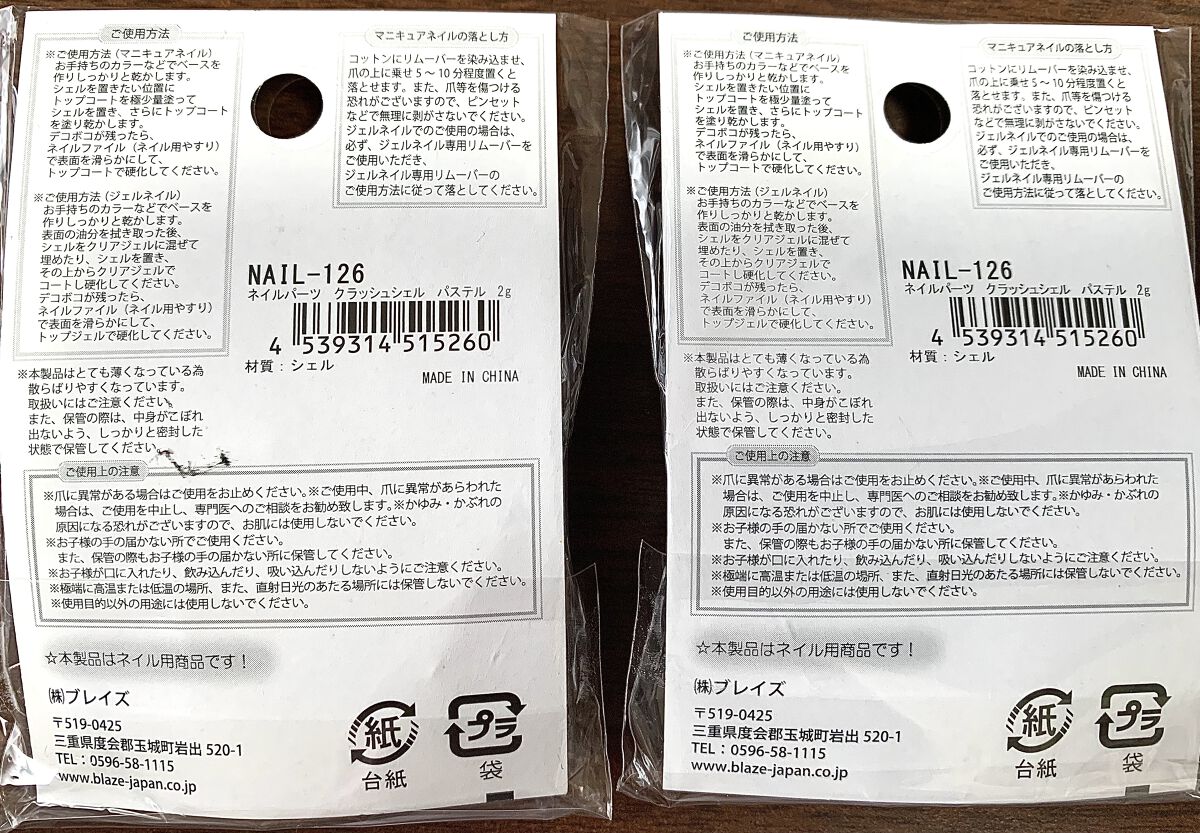 ご使用方法
※ご使用方法（マニキュアネイル）
お手持ちのカラーなどでベースを
作りしっかりと乾かします。
シェルを置きたい位置に
トップコートを極少量塗って
シェルを置き、さらにトップコート
を塗り乾かします。
デコボコが残ったら、
ネイルファイル（ネイル用やすり）
で表面を滑らかにして、
トップコートで硬化してください。
※ご使用方法（ジェルネイル）
お手持ちのカラーなどでベースを
作りしっかりと乾かします。
表面の油分を拭き取った後、
シェルをクリアジェルに混ぜて
埋めたり、シェルを置き、
その上からクリアジェルで
コートし硬化してください。
デコボコが残ったら、
ネイルファイル（ネイル用やすり）
で表面を滑らかにして、
トップジェルで硬化してください。
マニキュアネイルの落とし方
コットンにリムーバーを染み込ませ、
爪の上に乗せ5～10分程度置くと
落とせます。また、爪等を傷つける
恐れがございますので、ピンセット
などで無理に剥がさないでください。
ジェルネイルでのご使用の場合は、
必ず、ジェルネイル専用リムーバーを
ご使用いただき、
ジェルネイル専用リムーバーの
ご使用方法に従って落としてください。
NAIL-126
ネイルパーツ クラッシュシェル パステル 2g
4 539314 515260
材質：シェル
MADE IN CHINA
※本製品はとても薄くなっている為
散らばりやすくなっています。
取扱いにはご注意ください。
また、保管の際は、中身がこぼれ
出ないよう、しっかりと密封した
状態で保管してください。
ご使用上の注意
※爪に異常がある場合はご使用をお止めください。※ご使用中、爪に異常があらわれた
場合は、ご使用を中止し、専門医へのご相談をお勧め致します。※かゆみ・かぶれの
原因になる恐れがございますので、お肌には使用しないでください。
※お子様の手の届かない所でご使用ください。
また、保管の際もお子様の手の届かない所に保管してください。
※お子様が口に入れたり、飲み込んだり、吸い込んだりしないようにご注意ください。
※極端に高温または低温の場所、また、直射日光のあたる場所には保管しないでください。
※使用目的以外の用途には使用しないでください。
☆本製品はネイル用商品です！
㈱ブレイズ
〒519-0425
三重県度会郡玉城町岩出 520-1
TEL：0596-58-1115
www.blaze-japan.co.jp
紙
台紙
プラ
袋
ご使用方法
※ご使用方法（マニキュアネイル）
お手持ちのカラーなどでベースを
作りしっかりと乾かします。
シェルを置きたい位置に
トップコートを極少量塗って
シェルを置き、さらにトップコート
を塗り乾かします。
デコボコが残ったら、
ネイルファイル（ネイル用やすり）
で表面を滑らかにして、
トップコートで硬化してください。
※ご使用方法（ジェルネイル）
お手持ちのカラーなどでベースを
作りしっかりと乾かします。
表面の油分を拭き取った後、
シェルをクリアジェルに混ぜて
埋めたり、シェルを置き、
その上からクリアジェルで
コートし硬化してください。
デコボコが残ったら、
ネイルファイル（ネイル用やすり）
で表面を滑らかにして、
トップジェルで硬化してください。
マニキュアネイルの落とし方
コットンにリムーバーを染み込ませ、
爪の上に乗せ5～10分程度置くと
落とせます。また、爪等を傷つける
恐れがございますので、ピンセット
などで無理に剥がさないでください。
ジェルネイルでのご使用の場合は、
必ず、ジェルネイル専用リムーバーを
ご使用いただき、
ジェルネイル専用リムーバーの
ご使用方法に従って落としてください。
NAIL-126
ネイルパーツ クラッシュシェル パステル 2g
4 539314 515260
材質：シェル
MADE IN CHINA
※本製品はとても薄くなっている為
散らばりやすくなっています。
取扱いにはご注意ください。
また、保管の際は、中身がこぼれ
出ないよう、しっかりと密封した
状態で保管してください。
ご使用上の注意
※爪に異常がある場合はご使用をお止めください。※ご使用中、爪に異常があらわれた
場合は、ご使用を中止し、専門医へのご相談をお勧め致します。※かゆみ・かぶれの
原因になる恐れがございますので、お肌には使用しないでください。
※お子様の手の届かない所でご使用ください。
また、保管の際もお子様の手の届かない所に保管してください。
※お子様が口に入れたり、飲み込んだり、吸い込んだりしないようにご注意ください。
※極端に高温または低温の場所、また、直射日光のあたる場所には保管しないでください。
※使用目的以外の用途には使用しないでください。
☆本製品はネイル用商品です！
㈱ブレイズ
〒519-0425
三重県度会郡玉城町岩出 520-1
TEL：0596-58-1115
www.blaze-japan.co.jp
紙
台紙
プラ
袋